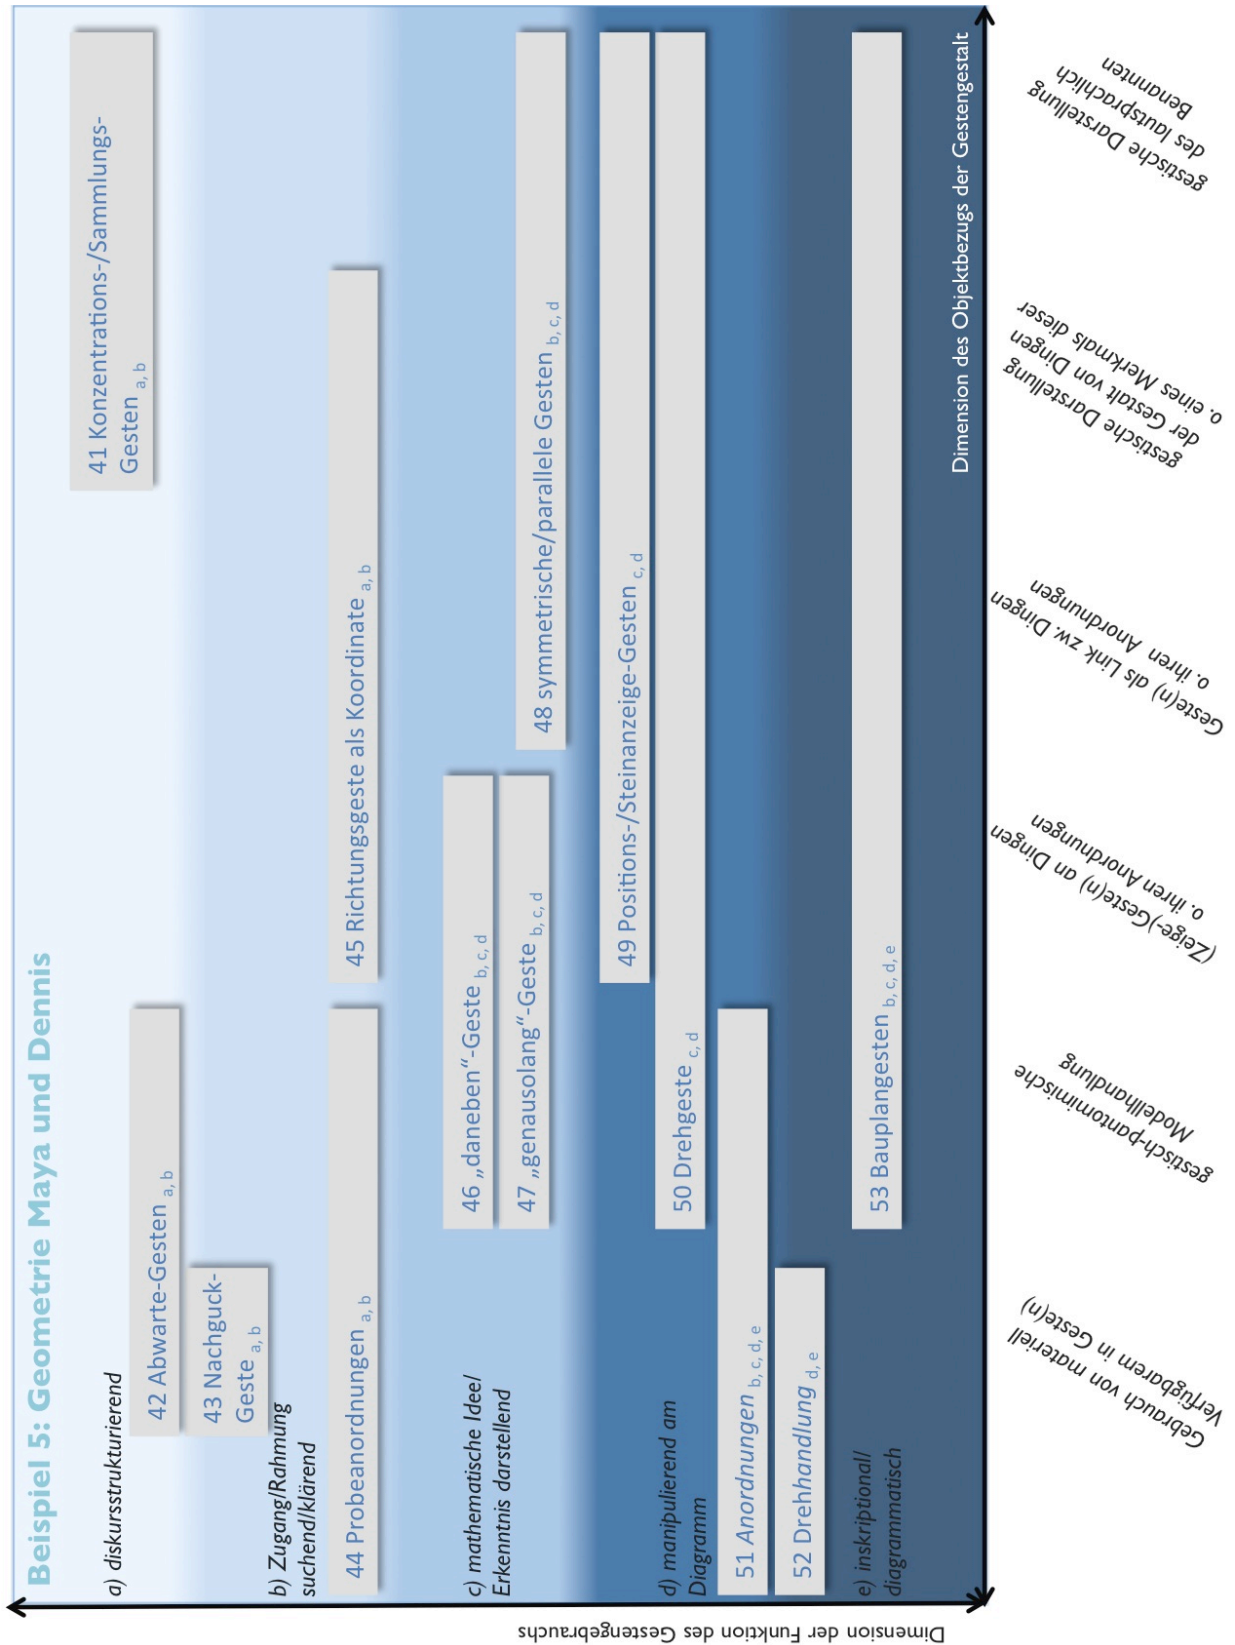 Beispiel 5: Geometrie Maya und Dennis
a) diskursstrukturierend
41 Konzentrations-/Sammlungs-
Gesten a, b
42 Abwarte-Gesten a, b
43 Nachguck-
Geste a, b
b) Zugang/Rahmung
suchend/klärend
44 Probeanordnungen a, b
45 Richtungsgeste als Koordinate a, b
c) mathematische Idee/
Erkenntnis darstellend
46 „daneben“-Geste b, c, d
47 „genausolang“-Geste b, c, d
48 symmetrische/parallele Gesten b, c, d
49 Positions-/Steinanzeige-Gesten c, d
d) manipulierend am
Diagramm
50 Drehgeste c, d
51 Anordnungen b, c, d, e
52 Drehhandlung d, e
e) inskriptional/
diagrammatisch
53 Bauplangesten b, c, d, e
Dimension des Objektbezugs der Gestengestalt
Dimension der Funktion des Gestengebrauchs
Gebrauch von materiell
Verfügbarem in Geste(n)
gestisch-pantomimische
Modellhandlung
(Zeige-)Geste(n) an Dingen
o. ihren Anordnungen
Geste(n) als Link zw. Dingen
o. ihren Anordnungen
gestische Darstellung
der Gestalt von Dingen
o. eines Merkmals dieser
gestische Darstellung
des lautsprachlich
Benannten